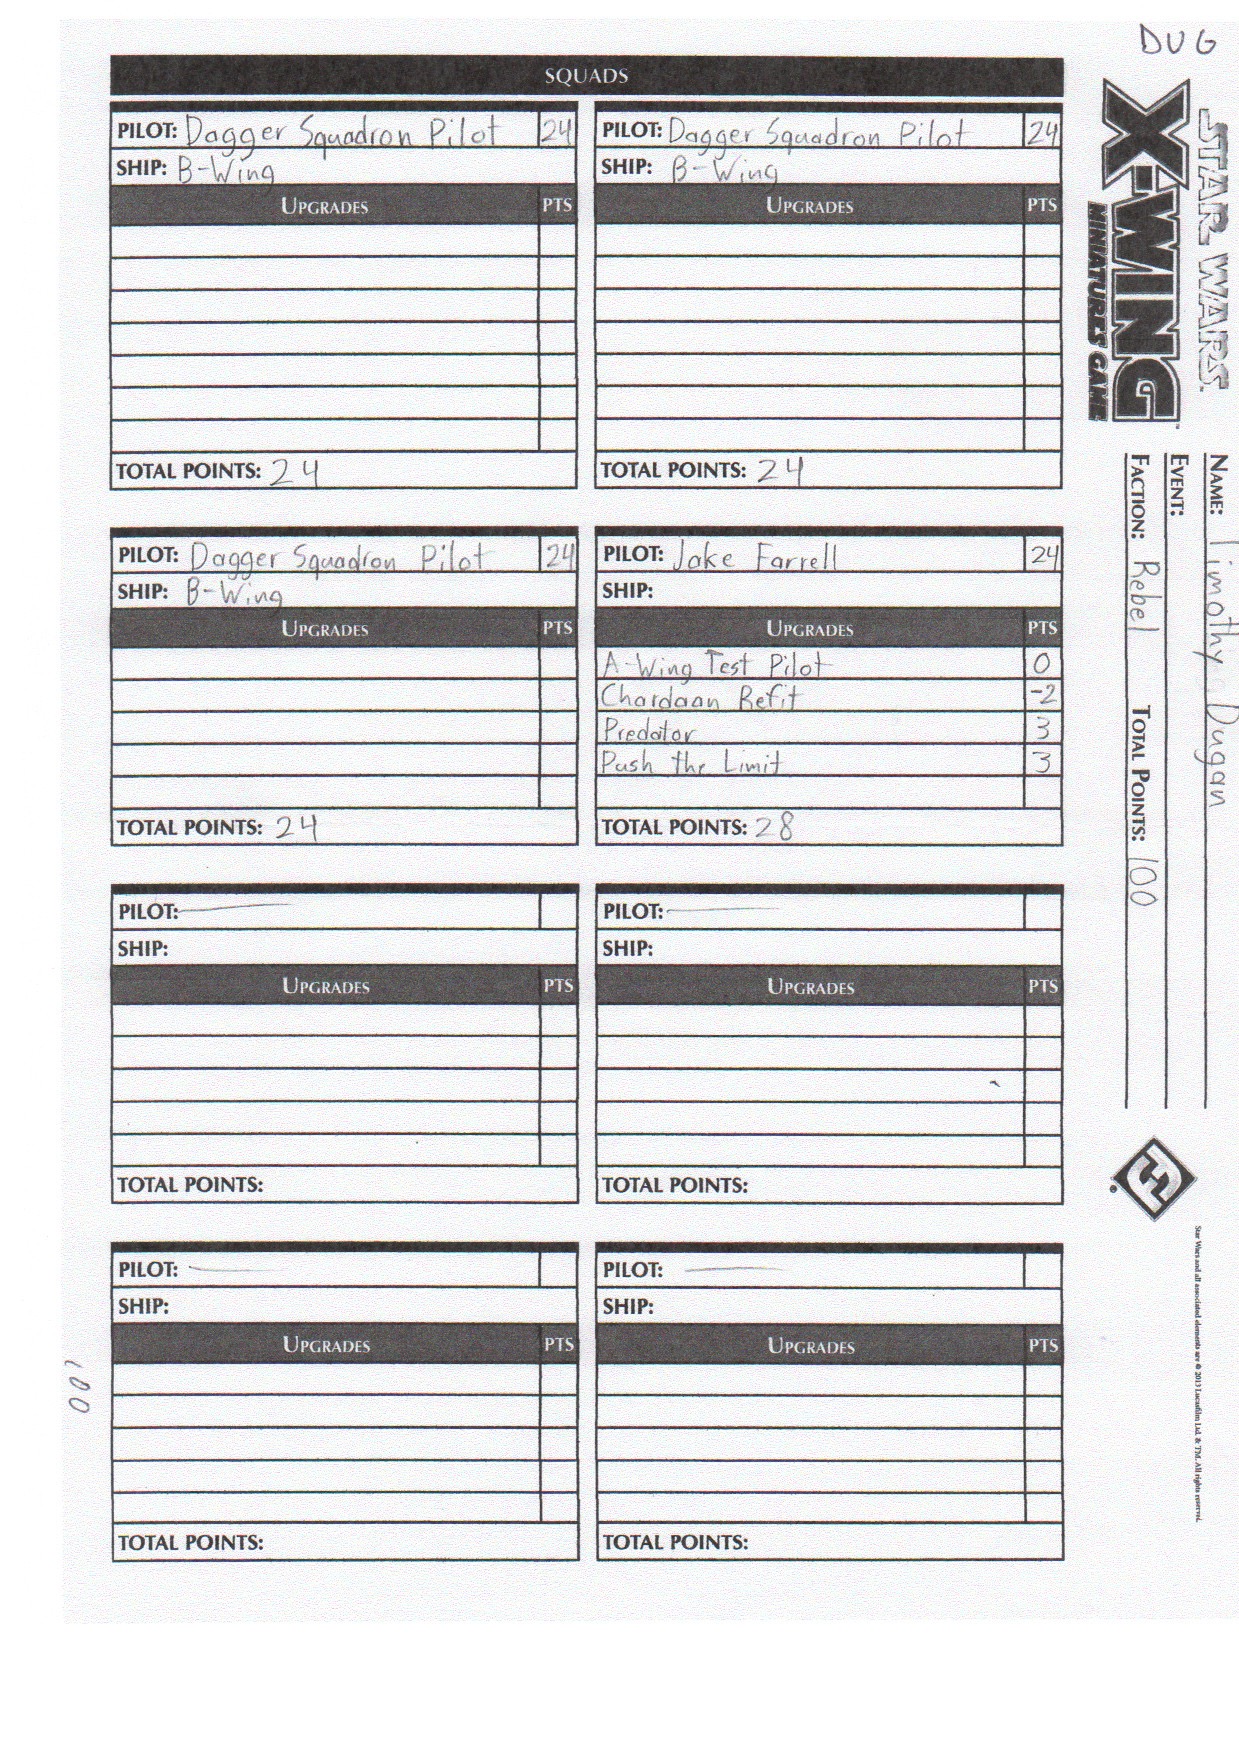 DUG
STAR WARS
X-WING
MINIATURES GAME
NAME: Timothy Duggan
EVENT:
FACTION: Rebel TOTAL POINTS: 100
SQUADS
PILOT: Dagger Squadron Pilot 24
SHIP: B-Wing
UPGRADES PTS
TOTAL POINTS: 24
PILOT: Dagger Squadron Pilot 24
SHIP: B-Wing
UPGRADES PTS
TOTAL POINTS: 24
PILOT: Dagger Squadron Pilot 24
SHIP: B-Wing
UPGRADES PTS
TOTAL POINTS: 24
PILOT: Jake Farrell 24
SHIP:
UPGRADES PTS
A-Wing Test Pilot 0
Chardaan Refit -2
Predator 3
Push the Limit 3
TOTAL POINTS: 28
PILOT:
SHIP:
UPGRADES PTS
TOTAL POINTS:
PILOT:
SHIP:
UPGRADES PTS
TOTAL POINTS:
PILOT:
SHIP:
UPGRADES PTS
TOTAL POINTS:
PILOT:
SHIP:
UPGRADES PTS
TOTAL POINTS:
100
Star Wars and all associated elements are © 2013 Lucasfilm Ltd. & TM. All rights reserved.